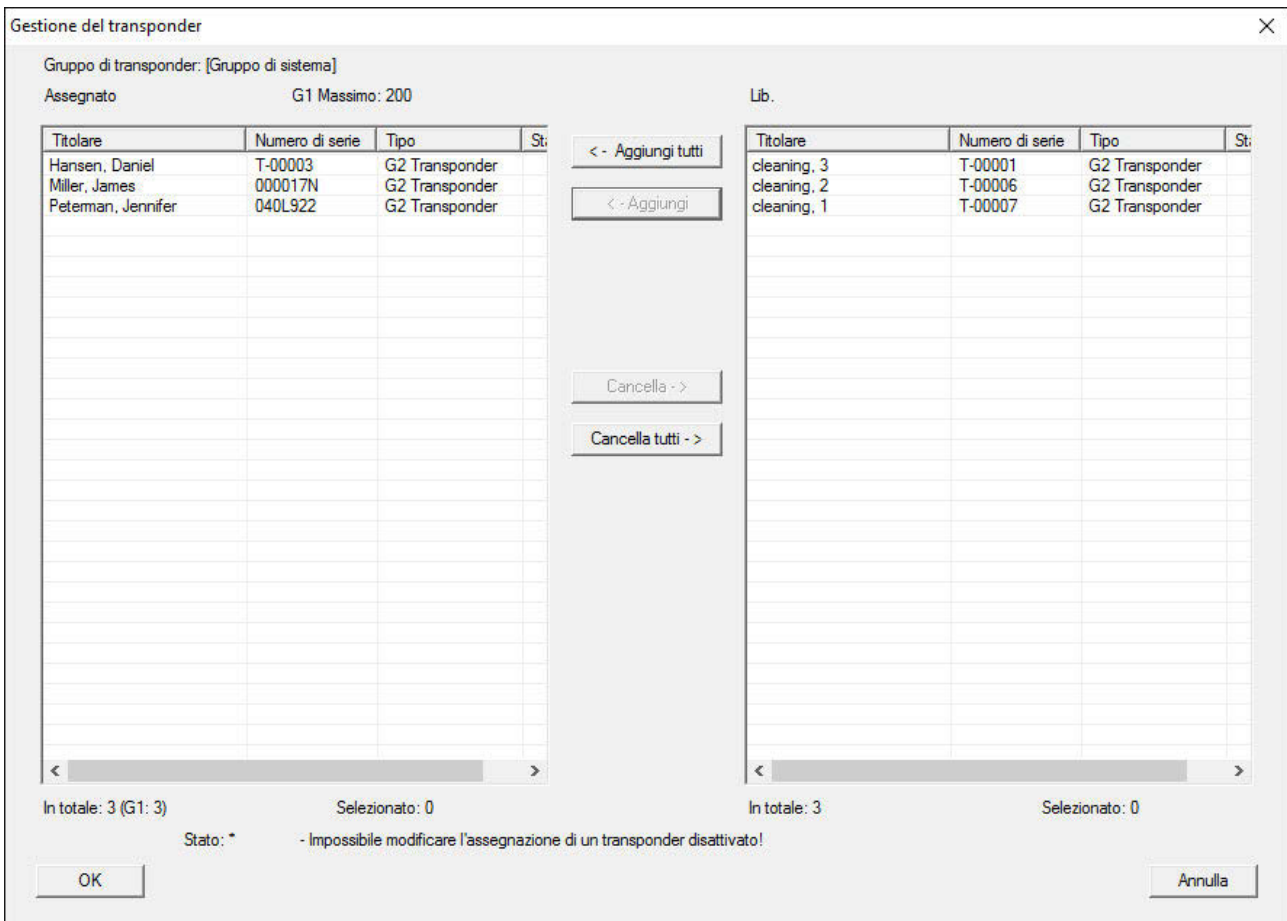 Gestione del transponder
Gruppo di transponder: [Gruppo di sistema]
Assegnato G1 Massimo: 200 Lib.
Titolare Numero di serie Tipo Sta
Hansen, Daniel T-00003 G2 Transponder
Miller, James 000017N G2 Transponder
Peterman, Jennifer 040L922 G2 Transponder
< - Aggiungi tutti
< - Aggiungi
Cancella - >
Cancella tutti - >
Titolare Numero di serie Tipo Sta
cleaning, 3 T-00001 G2 Transponder
cleaning, 2 T-00006 G2 Transponder
cleaning, 1 T-00007 G2 Transponder
In totale: 3 (G1: 3) Selezionato: 0 In totale: 3 Selezionato: 0
Stato: * - Impossibile modificare l'assegnazione di un transponder disattivato!
OK Annulla